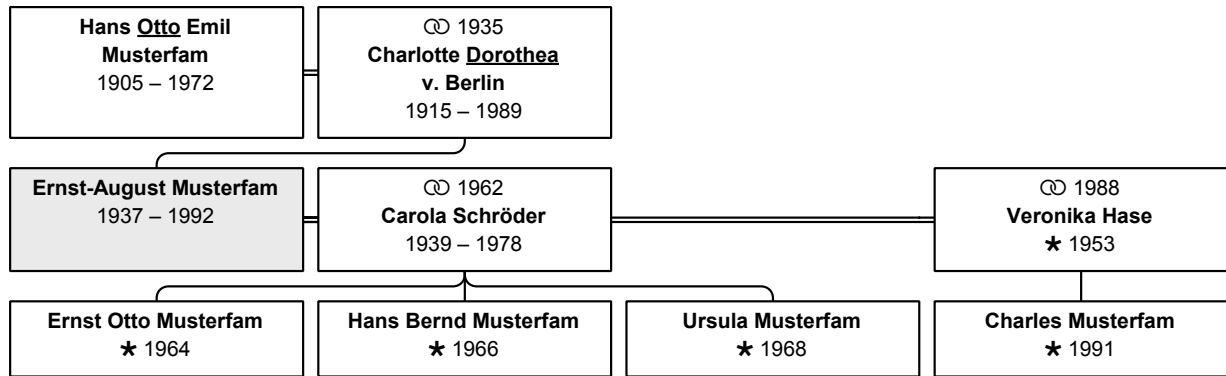 Hans Otto Emil
Musterfam
1905 – 1972
⚭ 1935
Charlotte Dorothea
v. Berlin
1915 – 1989
Ernst-August Musterfam
1937 – 1992
⚭ 1962
Carola Schröder
1939 – 1978
⚭ 1988
Veronika Hase
★ 1953
Ernst Otto Musterfam
★ 1964
Hans Bernd Musterfam
★ 1966
Ursula Musterfam
★ 1968
Charles Musterfam
★ 1991